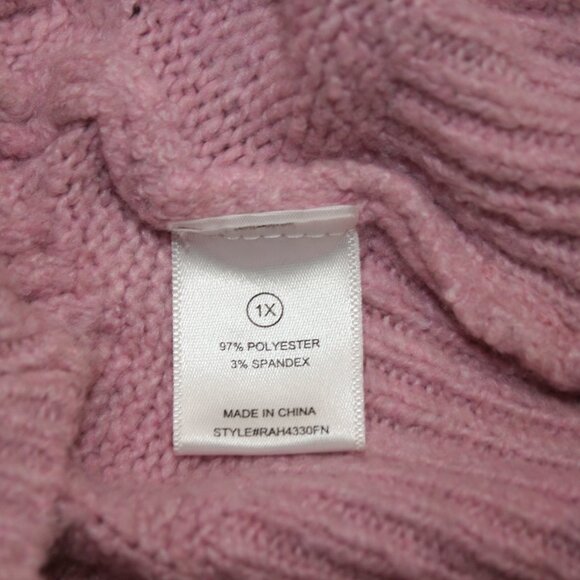 1X
97% POLYESTER
3% SPANDEX
MADE IN CHINA
STYLE#RAH4330FN